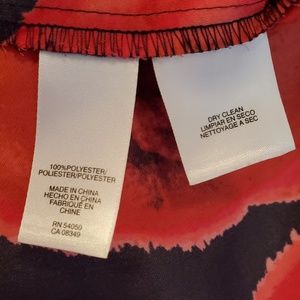 100%POLYESTER/
POLIESTER/POLYESTER
MADE IN CHINA
HECHO EN CHINA
FABRIQUÉ EN
CHINE
RN 54050
CA 08349
DRY CLEAN
LIMPIAR EN SECO
NETTOYAGE A SEC